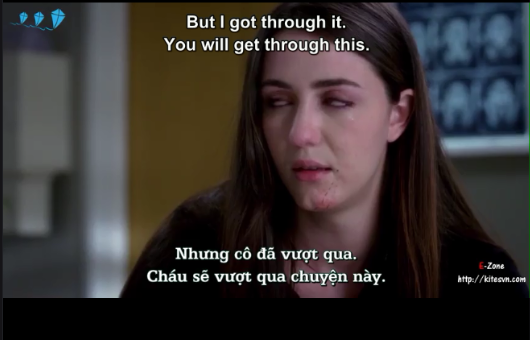 But I got through it.
You will get through this.
Nhưng cô đã vượt qua.
Cháu sẽ vượt qua chuyện này.
E-Zone
http://kitesvn.com